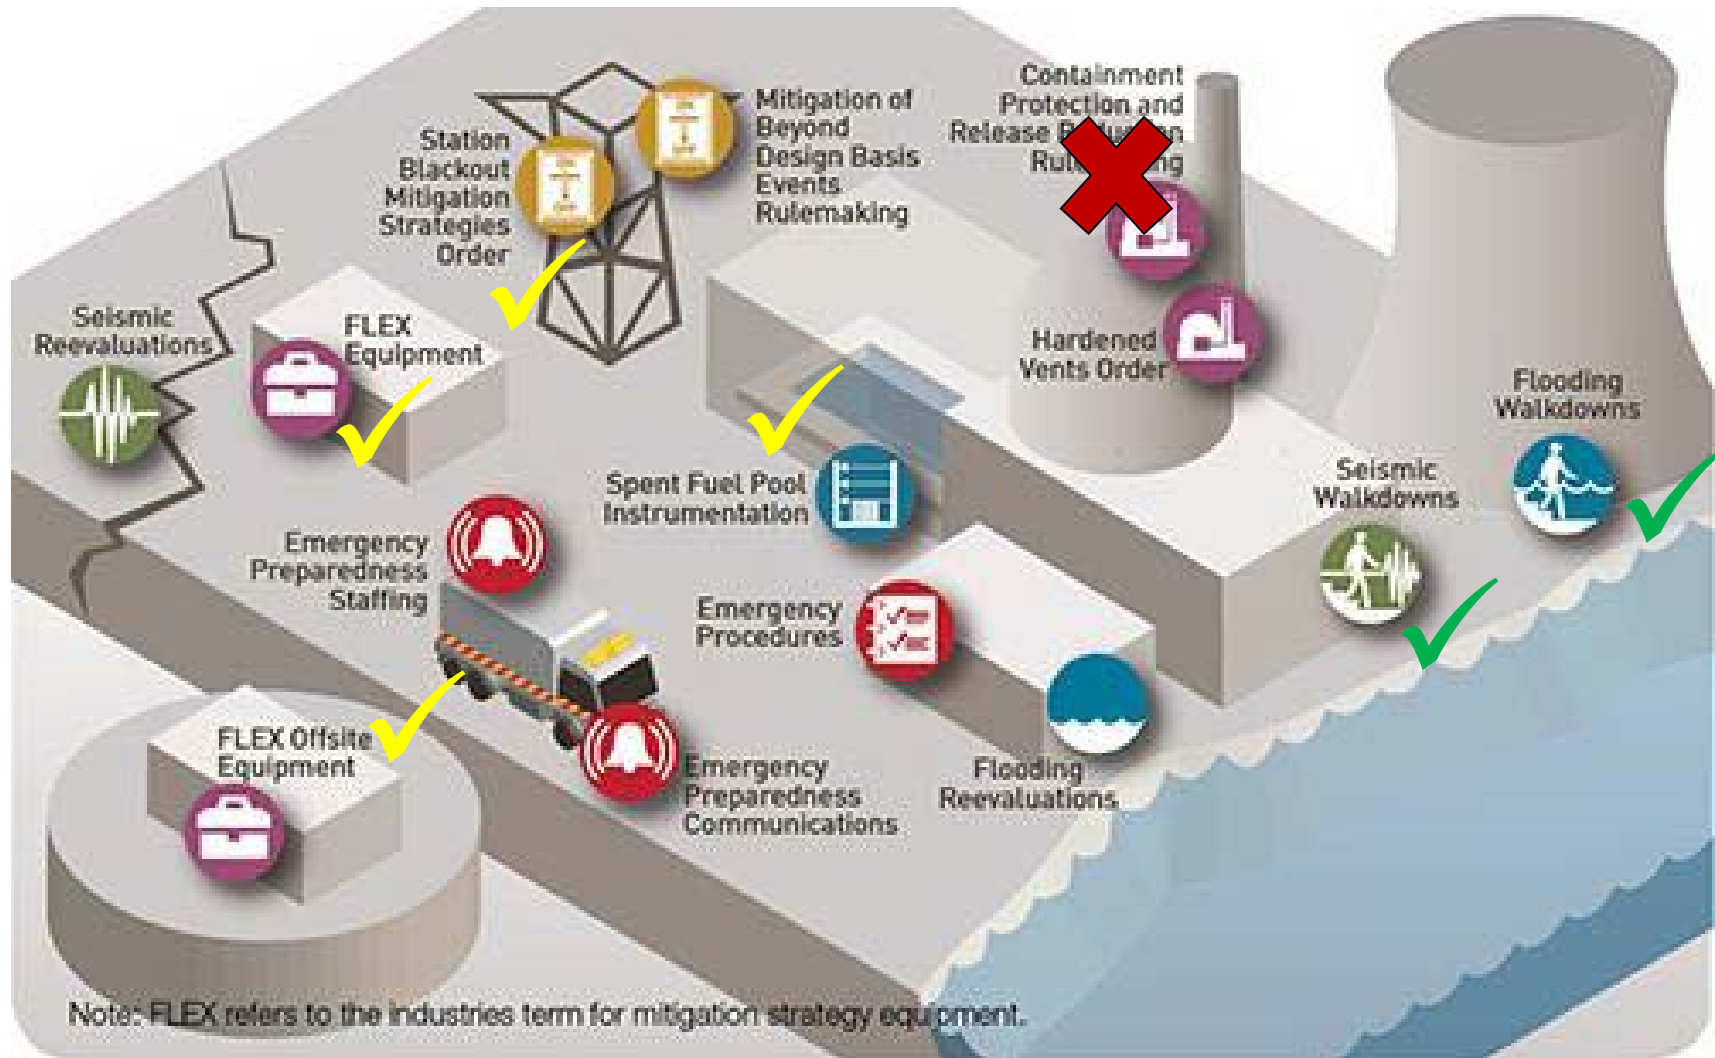 Station
Blackout
Mitigation
Strategies
Order
Mitigation of
Beyond
Design Basis
Events
Rulemaking
Containment
Protection and
Release
Seismic
Reevaluations
FLEX
Equipment
Hardened
Vents Order
Flooding
Walkdowns
Seismic
Walkdowns
Spent Fuel Pool
Instrumentation
Emergency
Preparedness
Staffing
Emergency
Procedures
FLEX Offsite
Equipment
Emergency
Preparedness
Communications
Flooding
Reevaluations
Note: FLEX refers to the industries term for mitigation strategy equipment.